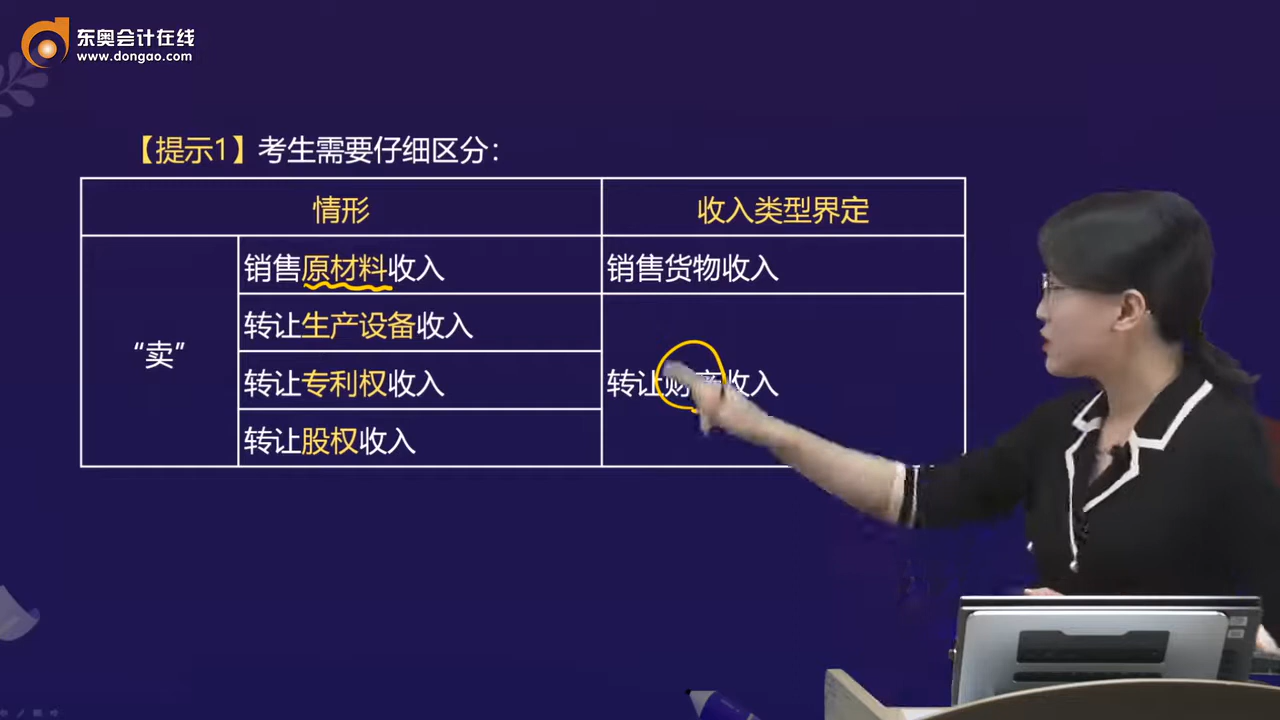 东奥会计在线
www.dongao.com
【提示1】考生需要仔细区分：
情形
收入类型界定
“卖”
销售原材料收入
销售货物收入
转让生产设备收入
转让专利权收入
转让财产收入
转让股权收入